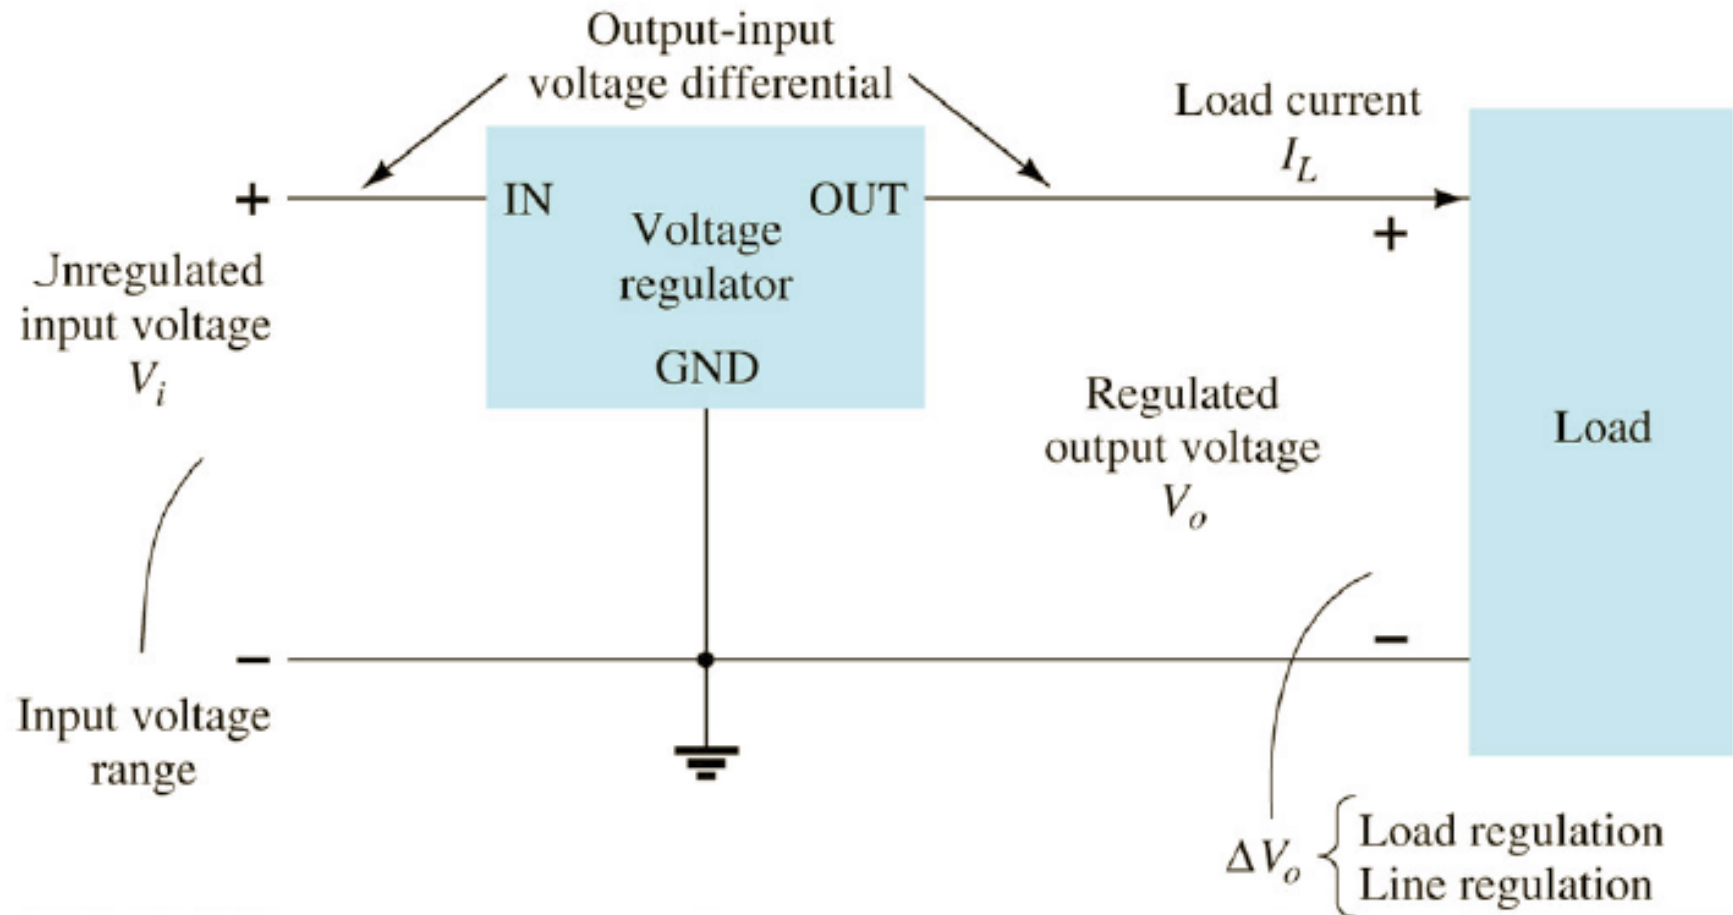 Output-input
voltage differential
Load current
I_L
+
IN
OUT
Voltage
regulator
GND
+
Jnregulated
input voltage
V_i
Regulated
output voltage
V_o
Load
−
−
Input voltage
range
ΔV_o { Load regulation
Line regulation